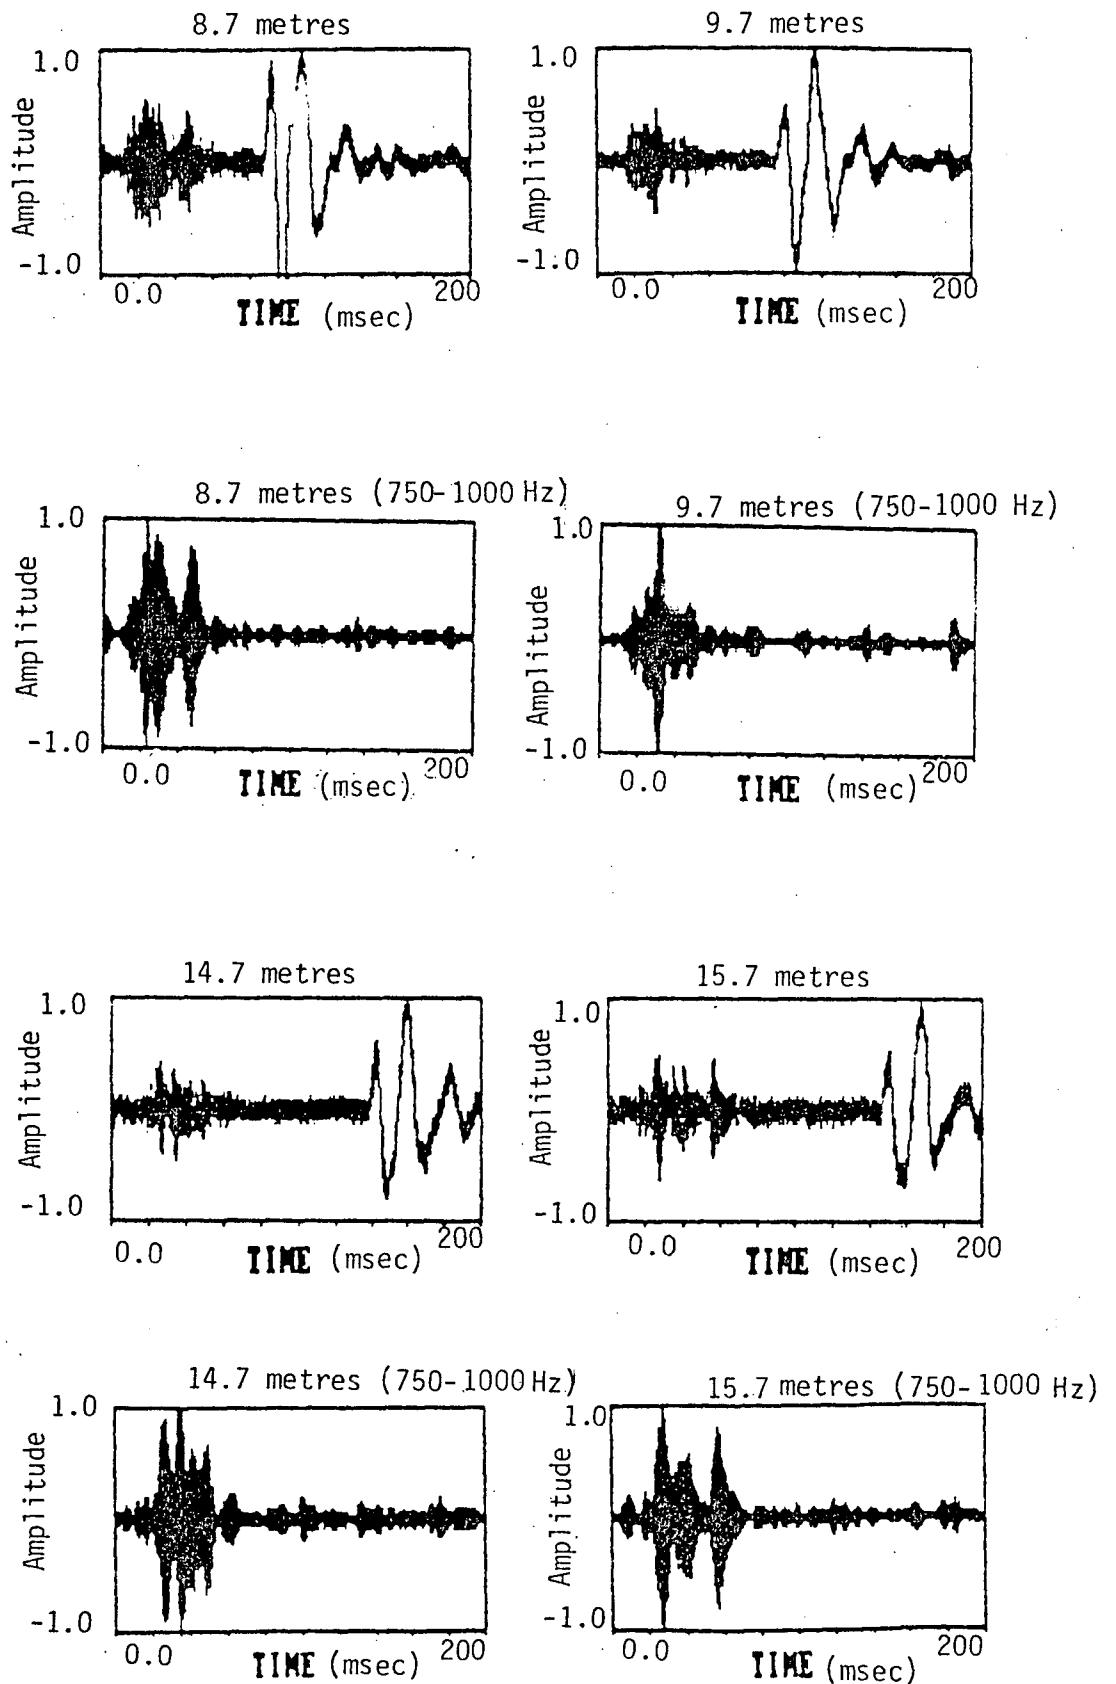 8.7 metres
1.0
Amplitude
-1.0
0.0
200
TIME (msec)
9.7 metres
1.0
Amplitude
-1.0
0.0
200
TIME (msec)
8.7 metres (750-1000 Hz)
1.0
Amplitude
-1.0
0.0
200
TIME (msec)
9.7 metres (750-1000 Hz)
1.0
Amplitude
-1.0
0.0
200
TIME (msec)
14.7 metres
1.0
Amplitude
-1.0
0.0
200
TIME (msec)
15.7 metres
1.0
Amplitude
-1.0
0.0
200
TIME (msec)
14.7 metres (750-1000 Hz)
1.0
Amplitude
-1.0
0.0
200
TIME (msec)
15.7 metres (750-1000 Hz)
1.0
Amplitude
-1.0
0.0
200
TIME (msec)